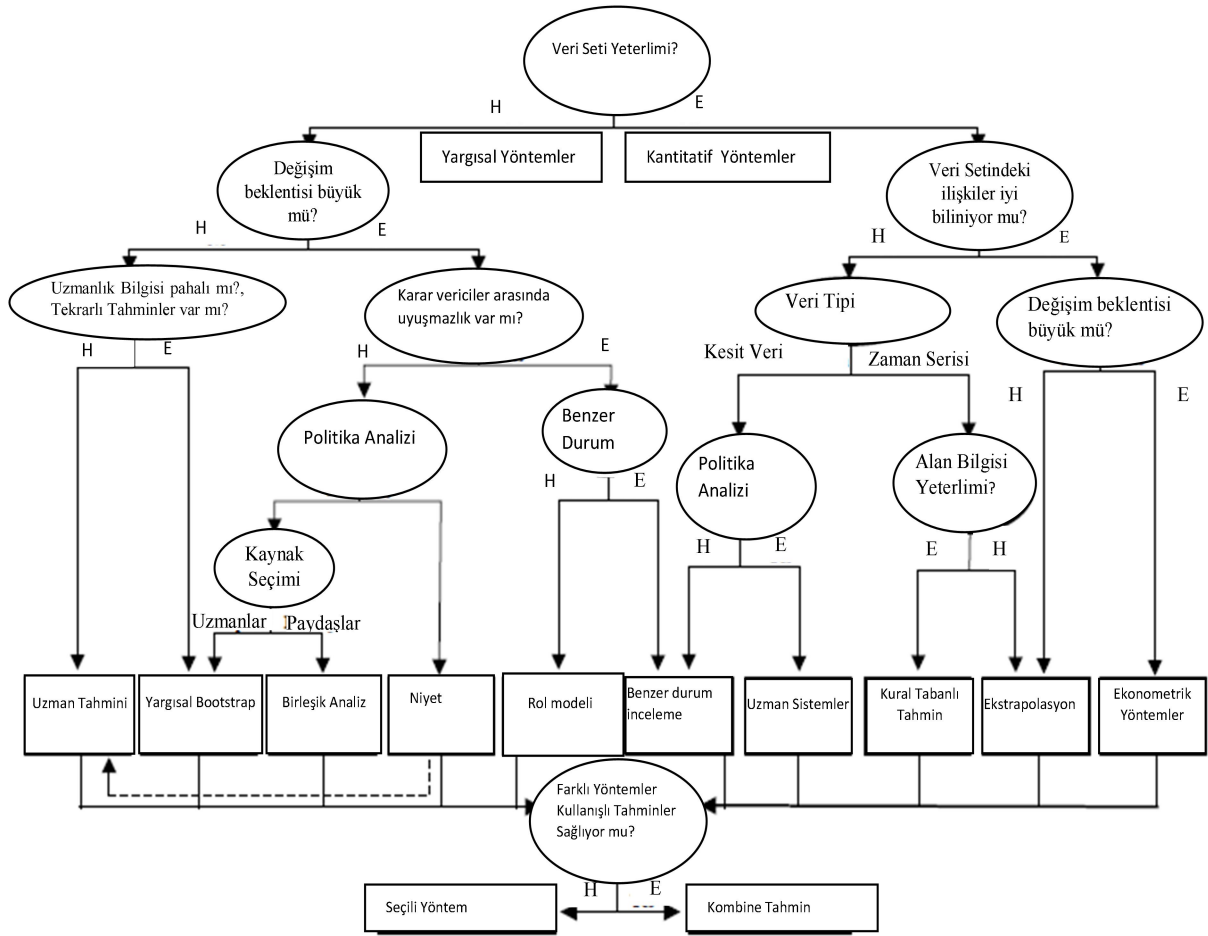 Veri Seti Yeterlimi?
H
E
Yargısal Yöntemler
Kantitatif Yöntemler
Değişim
beklentisi büyük
mü?
Veri Setindeki
ilişkiler iyi
biliniyor mu?
H
E
H
E
Uzmanlık Bilgisi pahalı mı?,
Tekrarlı Tahminler var mı?
Karar vericiler arasında
uyuşmazlık var mı?
Veri Tipi
Değişim beklentisi
büyük mü?
H
E
H
E
Kesit Veri
Zaman Serisi
H
E
Politika Analizi
Benzer
Durum
Politika
Analizi
Alan Bilgisi
Yeterlimi?
H
E
H
E
E
H
Kaynak
Seçimi
Uzmanlar
Paydaşlar
Uzman Tahmini
Yargısal Bootstrap
Birleşik Analiz
Niyet
Rol modeli
Benzer durum
inceleme
Uzman Sistemler
Kural Tabanlı
Tahmin
Ekstrapolasyon
Ekonometrik
Yöntemler
Farklı Yöntemler
Kullanışlı Tahminler
Sağlıyor mu?
H
E
Seçili Yöntem
Kombine Tahmin